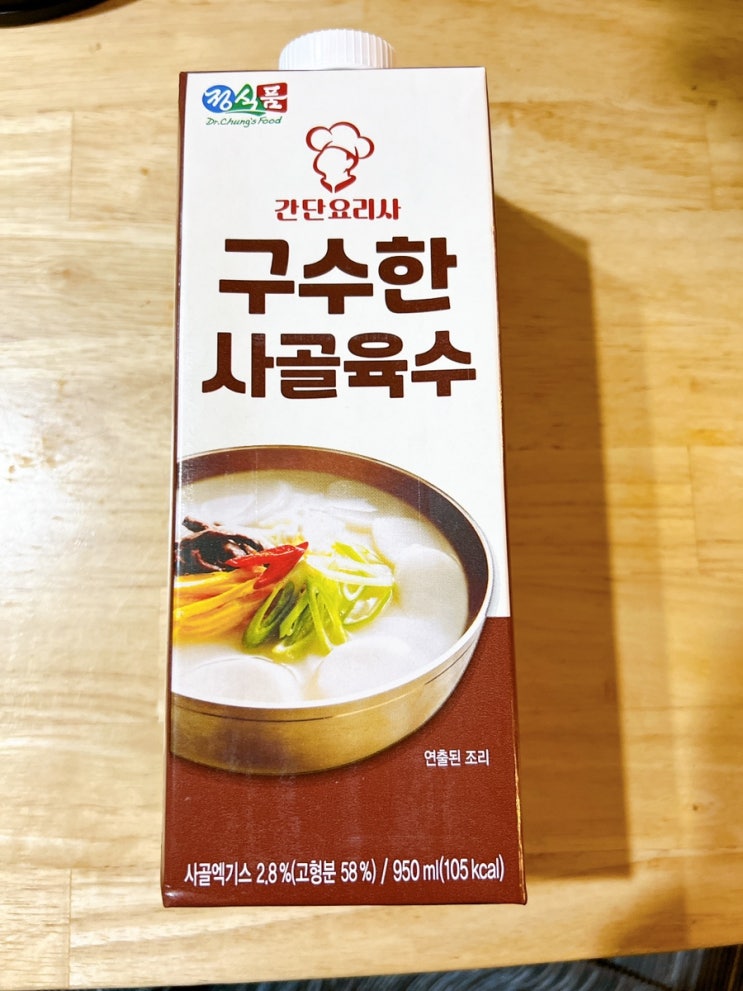 정식품
Dr.Chung's Food
간단요리사
구수한
사골육수
연출된 조리
사골엑기스 2.8%(고형분 58%) / 950 ml(105 kcal)